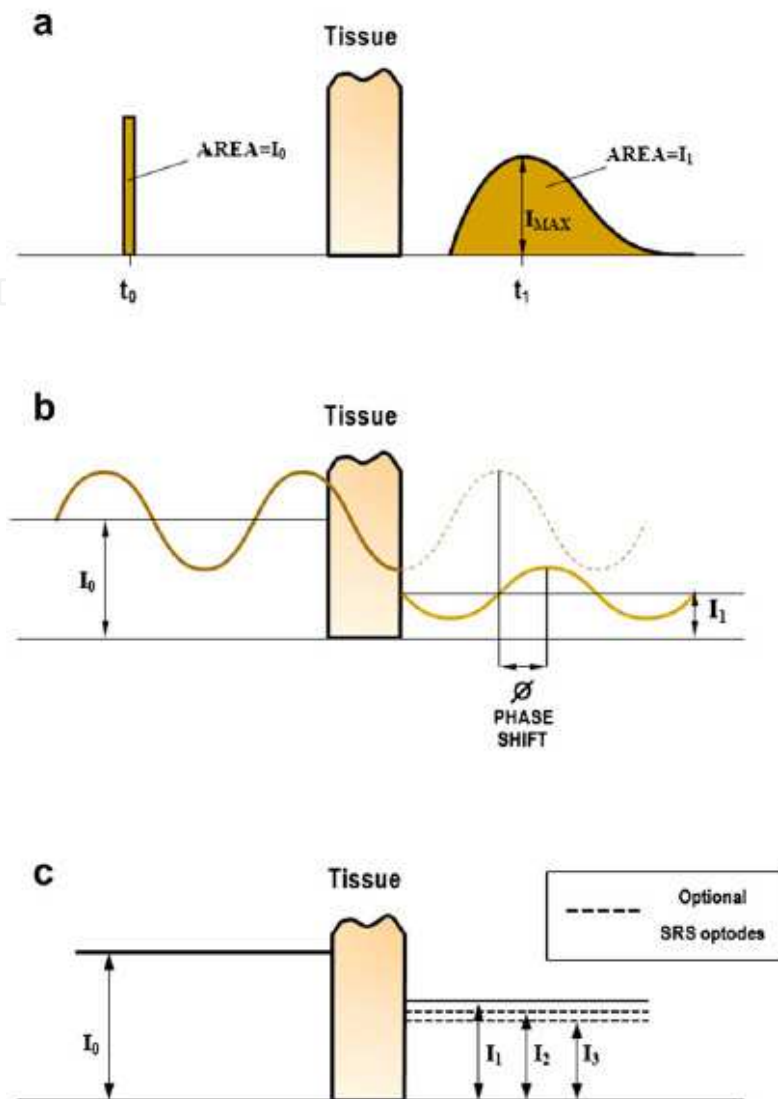 a
Tissue
AREA=I₀
AREA=I₁
I_MAX
t₀
t₁
b
Tissue
I₀
I₁
Ø
PHASE
SHIFT
c
Tissue
Optional
SRS optodes
I₀
I₁
I₂
I₃